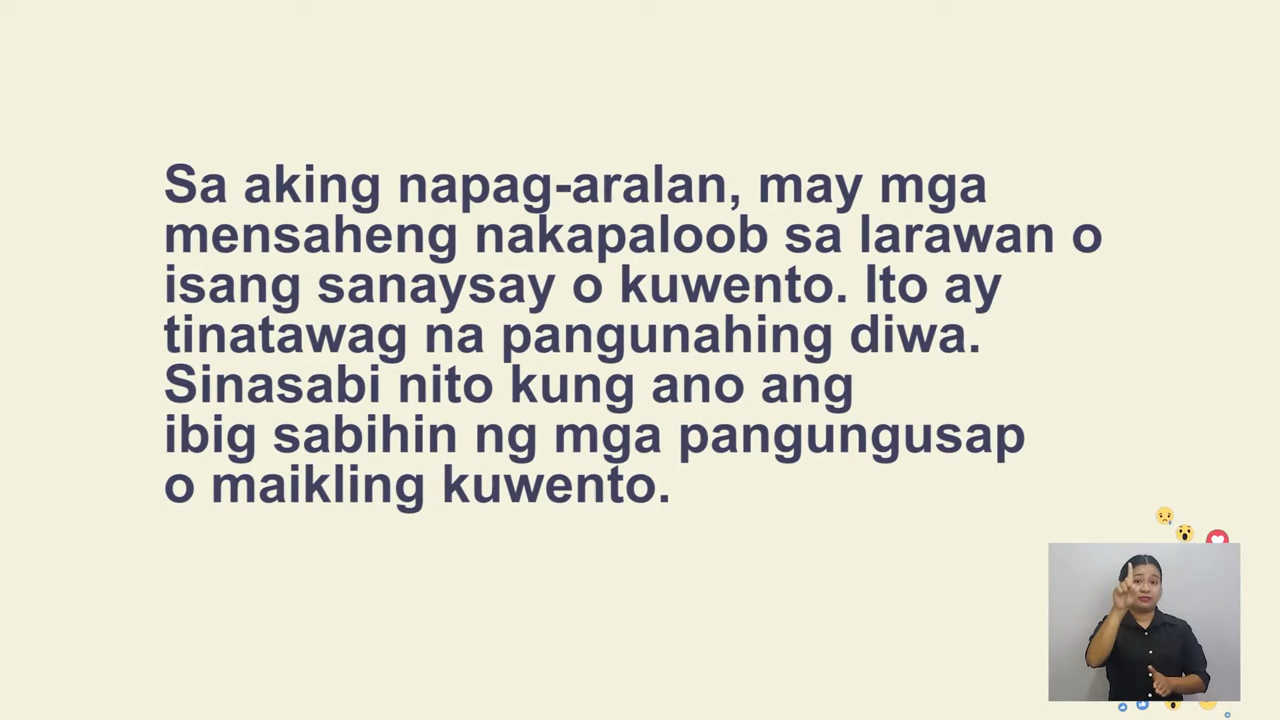 Sa aking napag-aralan, may mga
mensaheng nakapaloob sa larawan o
isang sanaysay o kuwento. Ito ay
tinatawag na pangunahing diwa.
Sinasabi nito kung ano ang
ibig sabihin ng mga pangungusap
o maikling kuwento.